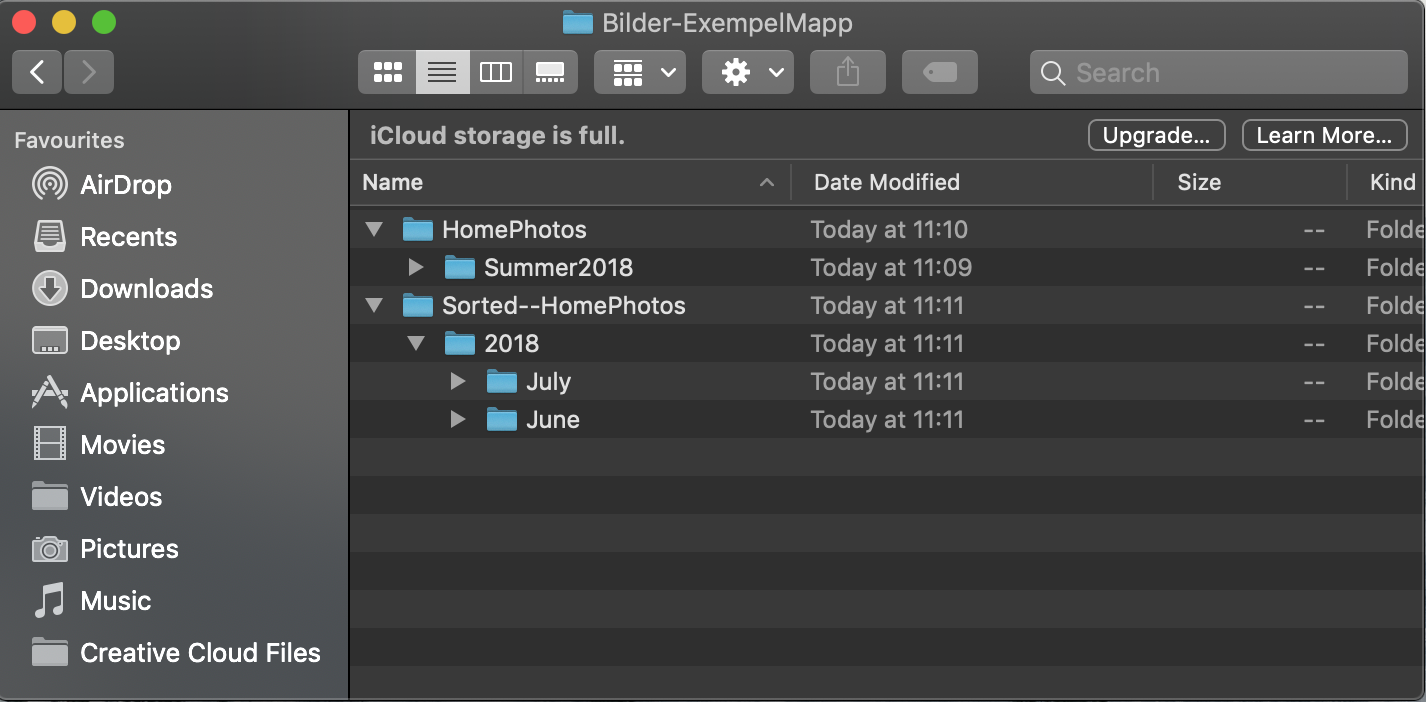 Bilder-ExempelMapp
Search
Favourites
AirDrop
Recents
Downloads
Desktop
Applications
Movies
Videos
Pictures
Music
Creative Cloud Files
iCloud storage is full. Upgrade... Learn More...
Name Date Modified Size Kind
HomePhotos Today at 11:10 -- Folde
Summer2018 Today at 11:09 -- Folde
Sorted--HomePhotos Today at 11:11 -- Folde
2018 Today at 11:11 -- Folde
July Today at 11:11 -- Folde
June Today at 11:11 -- Folde